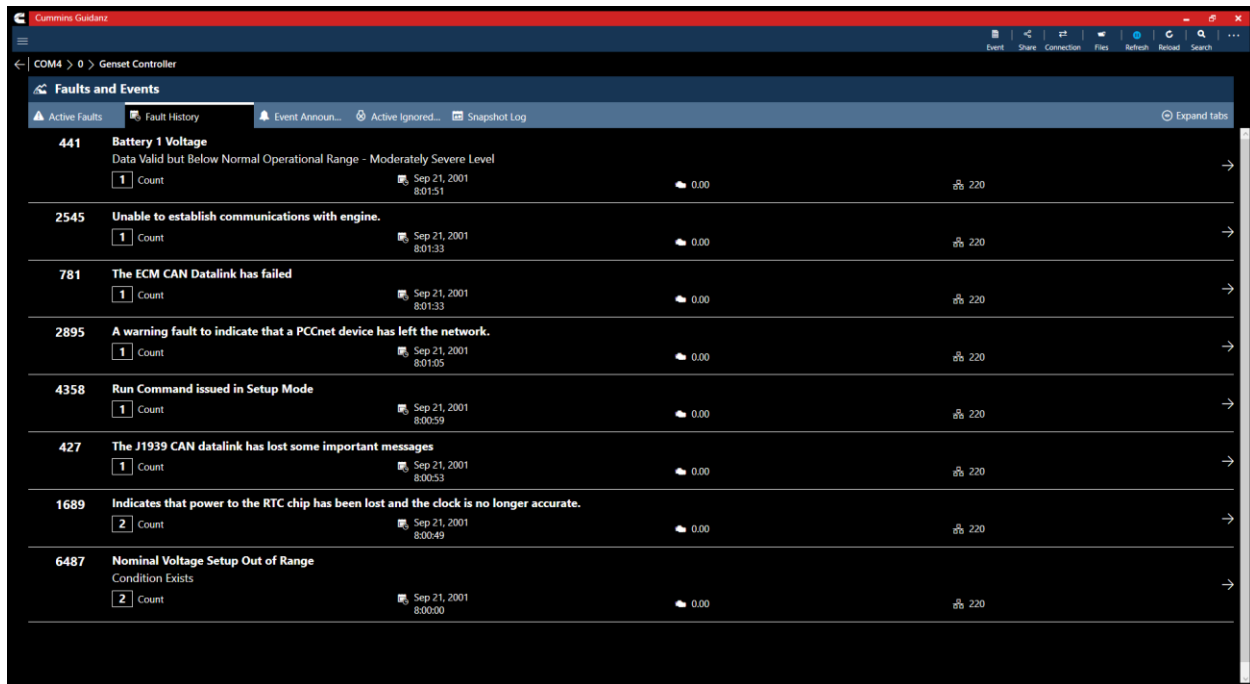 Cummins Guidanz
Event Share Connection Files Refresh Reload Search
COM4 > 0 > Genset Controller
Faults and Events
Active Faults Fault History Event Announ... Active Ignored... Snapshot Log Expand tabs
441 Battery 1 Voltage
Data Valid but Below Normal Operational Range - Moderately Severe Level
1 Count Sep 21, 2001 0.00 220
8:01:51
2545 Unable to establish communications with engine.
1 Count Sep 21, 2001 0.00 220
8:01:33
781 The ECM CAN Datalink has failed
1 Count Sep 21, 2001 0.00 220
8:01:33
2895 A warning fault to indicate that a PCCnet device has left the network.
1 Count Sep 21, 2001 0.00 220
8:01:05
4358 Run Command issued in Setup Mode
1 Count Sep 21, 2001 0.00 220
8:00:59
427 The J1939 CAN datalink has lost some important messages
1 Count Sep 21, 2001 0.00 220
8:00:53
1689 Indicates that power to the RTC chip has been lost and the clock is no longer accurate.
2 Count Sep 21, 2001 0.00 220
8:00:49
6487 Nominal Voltage Setup Out of Range
Condition Exists
2 Count Sep 21, 2001 0.00 220
8:00:00